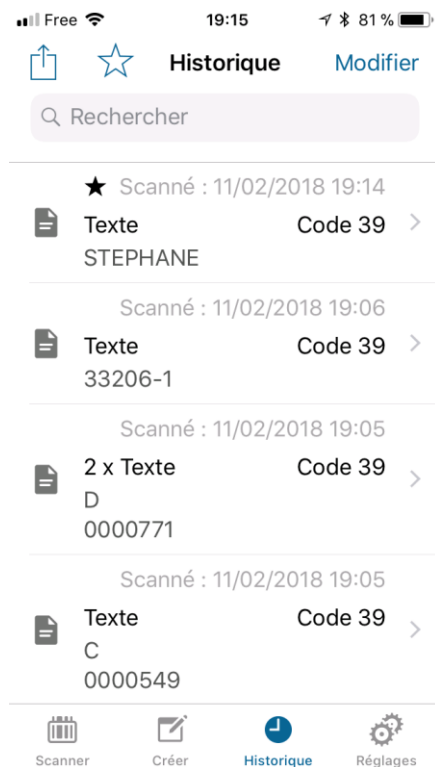 Free 19:15 81 %
Historique Modifier
Rechercher
★ Scanné : 11/02/2018 19:14
Texte Code 39
STEPHANE
Scanné : 11/02/2018 19:06
Texte Code 39
33206-1
Scanné : 11/02/2018 19:05
2 x Texte Code 39
D
0000771
Scanné : 11/02/2018 19:05
Texte Code 39
C
0000549
Scanner Créer Historique Réglages